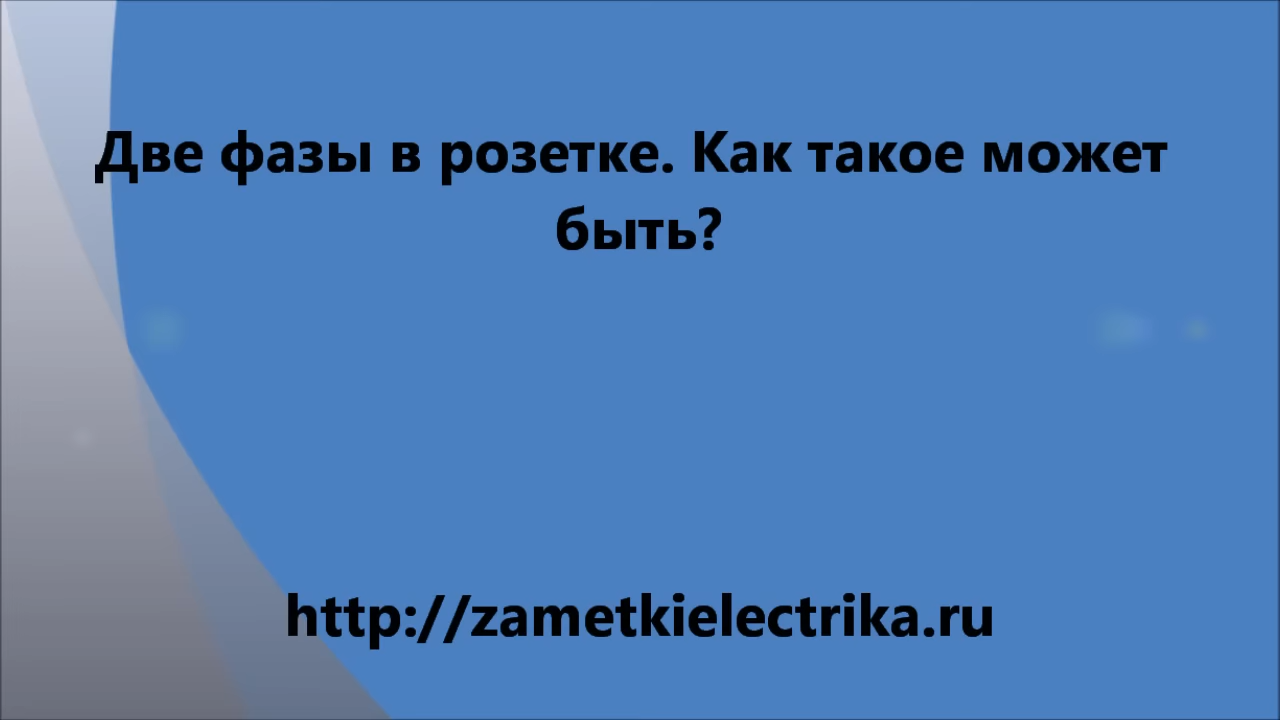 Две фазы в розетке. Как такое может
быть?
http://zametkielectrika.ru